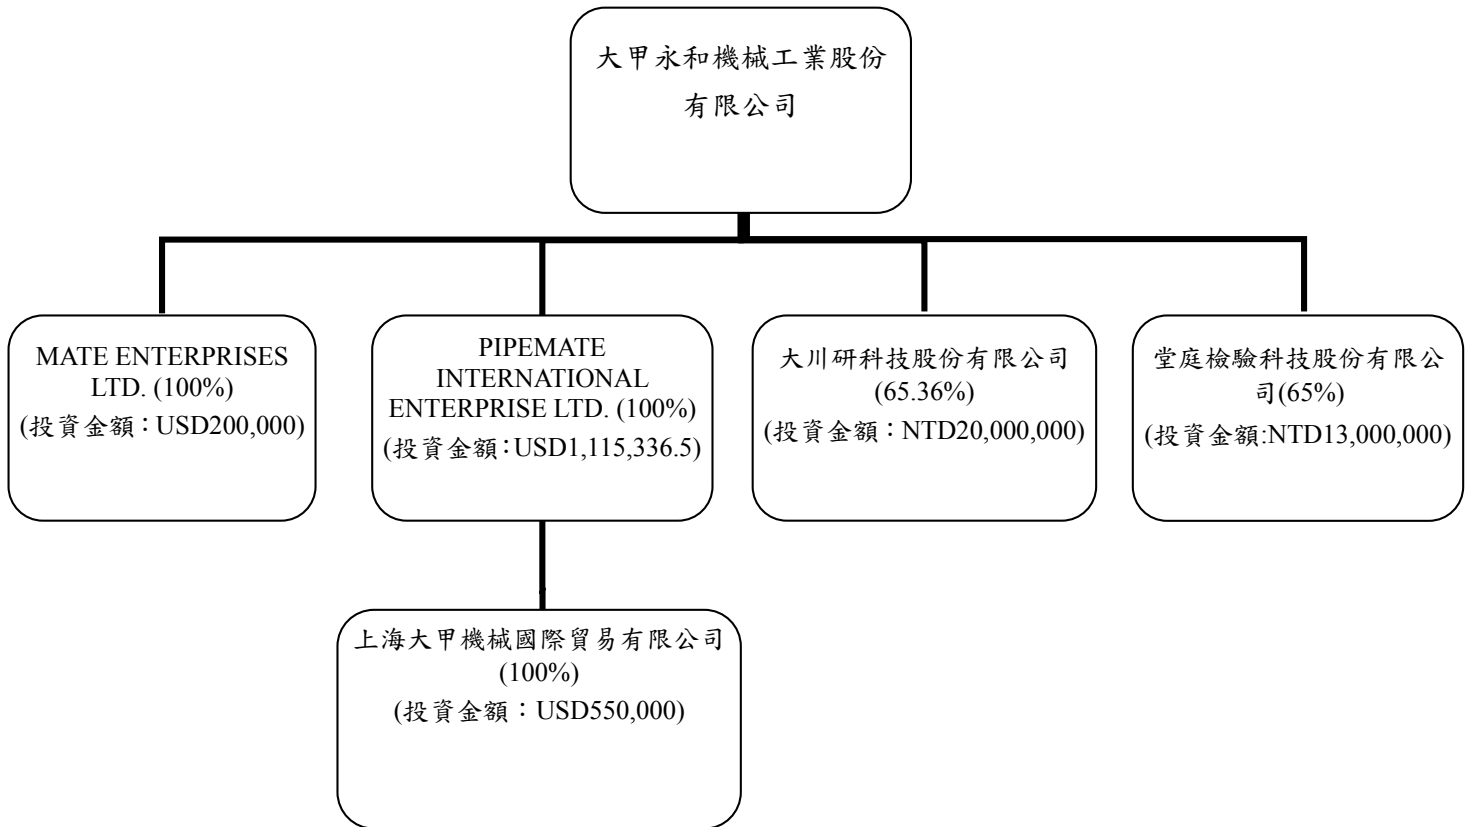 大甲永和機械工業股份
有限公司
MATE ENTERPRISES
LTD. (100%)
(投資金額：USD200,000)
PIPEMATE
INTERNATIONAL
ENTERPRISE LTD. (100%)
(投資金額：USD1,115,336.5)
大川研科技股份有限公司
(65.36%)
(投資金額：NTD20,000,000)
堂庭檢驗科技股份有限公
司(65%)
(投資金額:NTD13,000,000)
上海大甲機械國際貿易有限公司
(100%)
(投資金額：USD550,000)